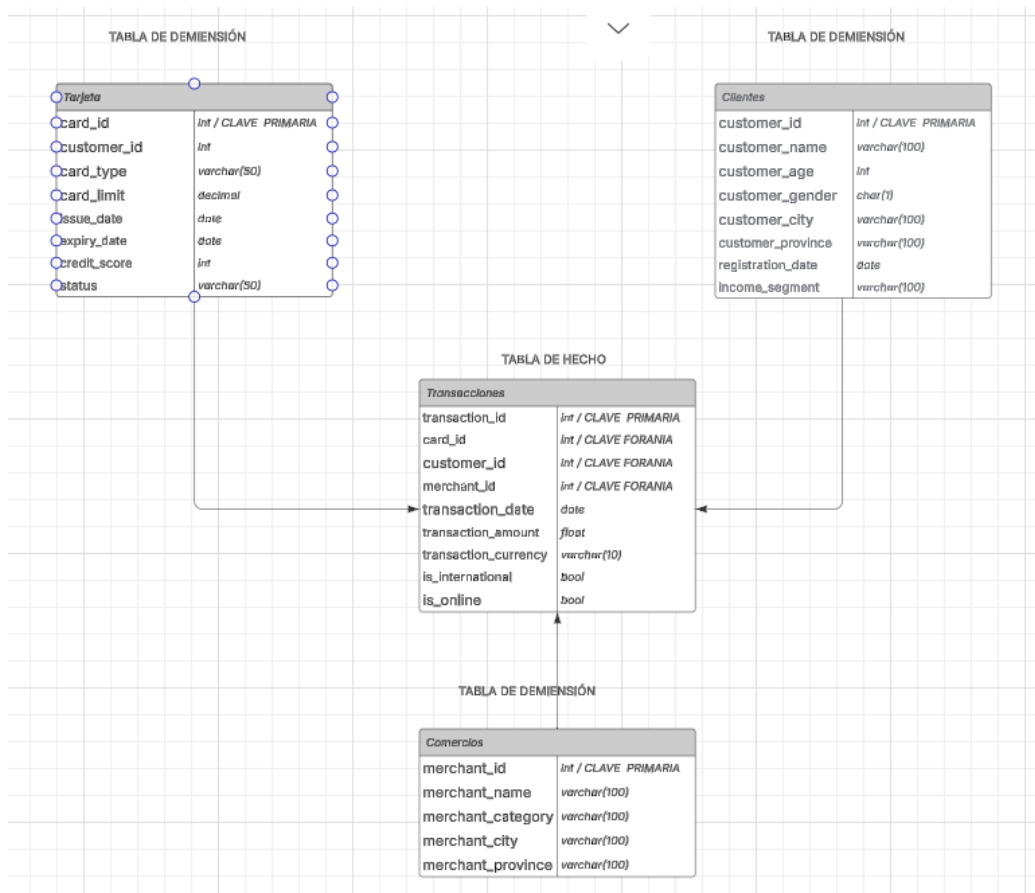 TABLA DE DEMIENSIÓN
Tarjeta
card_id int / CLAVE PRIMARIA
customer_id int
card_type varchar(50)
card_limit decimal
issue_date date
expiry_date date
credit_score int
status varchar(50)
TABLA DE DEMIENSIÓN
Clientes
customer_id int / CLAVE PRIMARIA
customer_name varchar(100)
customer_age int
customer_gender char(1)
customer_city varchar(100)
customer_province varchar(100)
registration_date date
income_segment varchar(100)
TABLA DE HECHO
Transacciones
transaction_id int / CLAVE PRIMARIA
card_id int / CLAVE FORANIA
customer_id int / CLAVE FORANIA
merchant_id int / CLAVE FORANIA
transaction_date date
transaction_amount float
transaction_currency varchar(10)
is_international bool
is_online bool
TABLA DE DEMIENSIÓN
Comercios
merchant_id int / CLAVE PRIMARIA
merchant_name varchar(100)
merchant_category varchar(100)
merchant_city varchar(100)
merchant_province varchar(100)